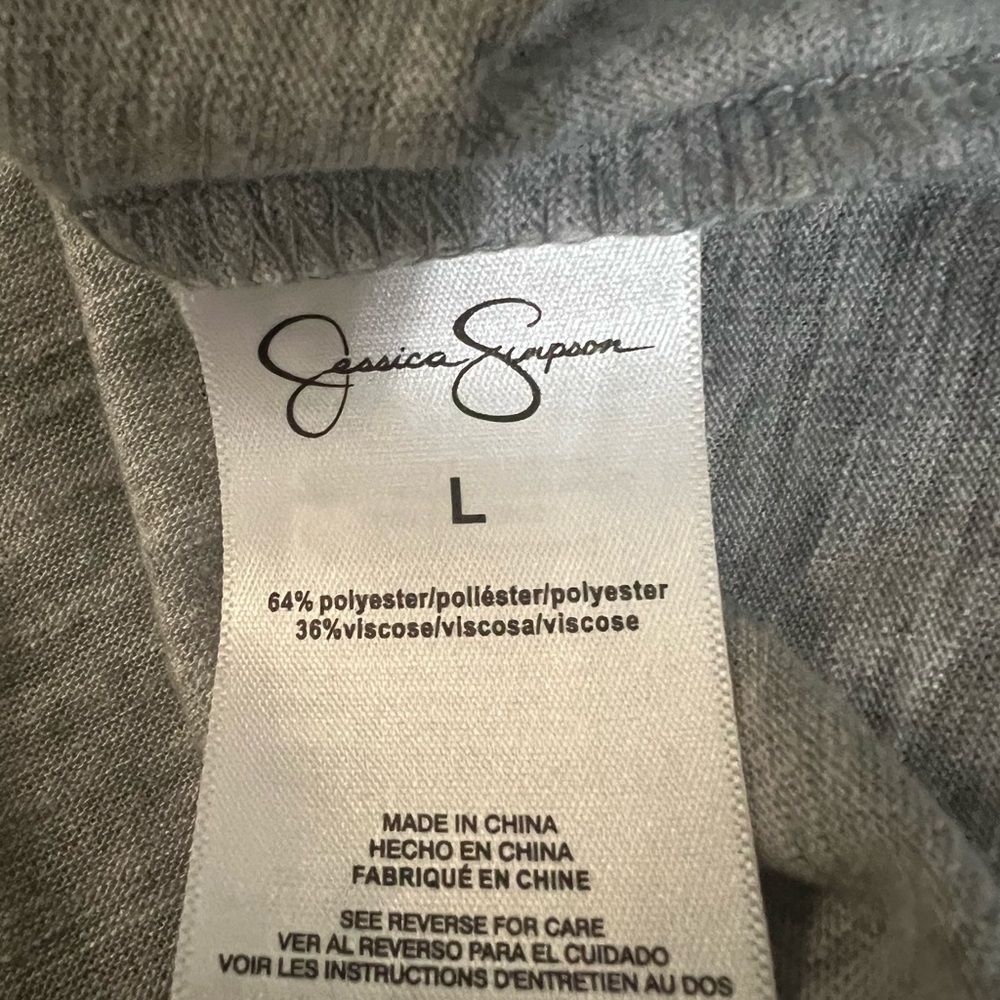 Jessica Simpson
L
64% polyester/poliéster/polyester
36%viscose/viscosa/viscose
MADE IN CHINA
HECHO EN CHINA
FABRIQUÉ EN CHINE
SEE REVERSE FOR CARE
VER AL REVERSO PARA EL CUIDADO
VOIR LES INSTRUCTIONS D'ENTRETIEN AU DOS